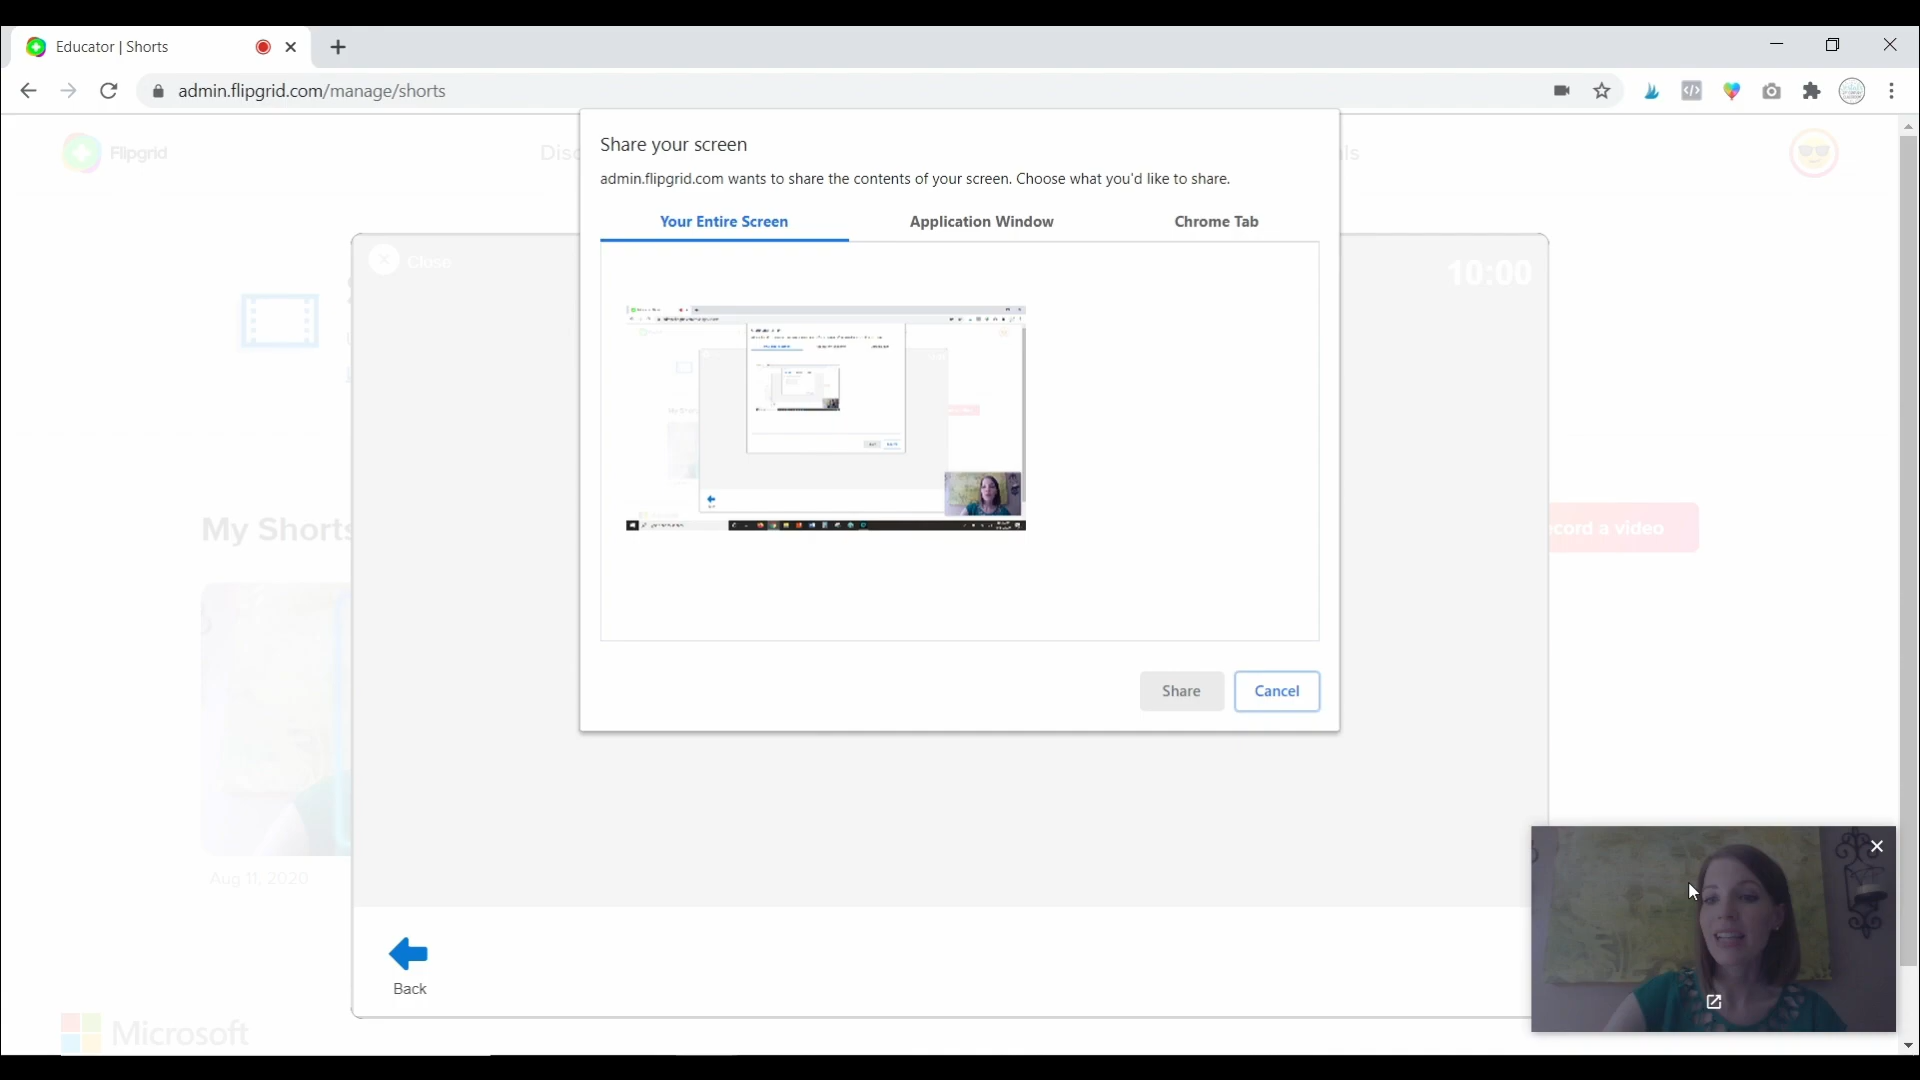 Educator | Shorts
admin.flipgrid.com/manage/shorts
Flipgrid
Share your screen
admin.flipgrid.com wants to share the contents of your screen. Choose what you'd like to share.
Your Entire Screen
Application Window
Chrome Tab
Close
10:00
My Shorts
a video
Aug 11, 2020
Share
Cancel
Back
Microsoft